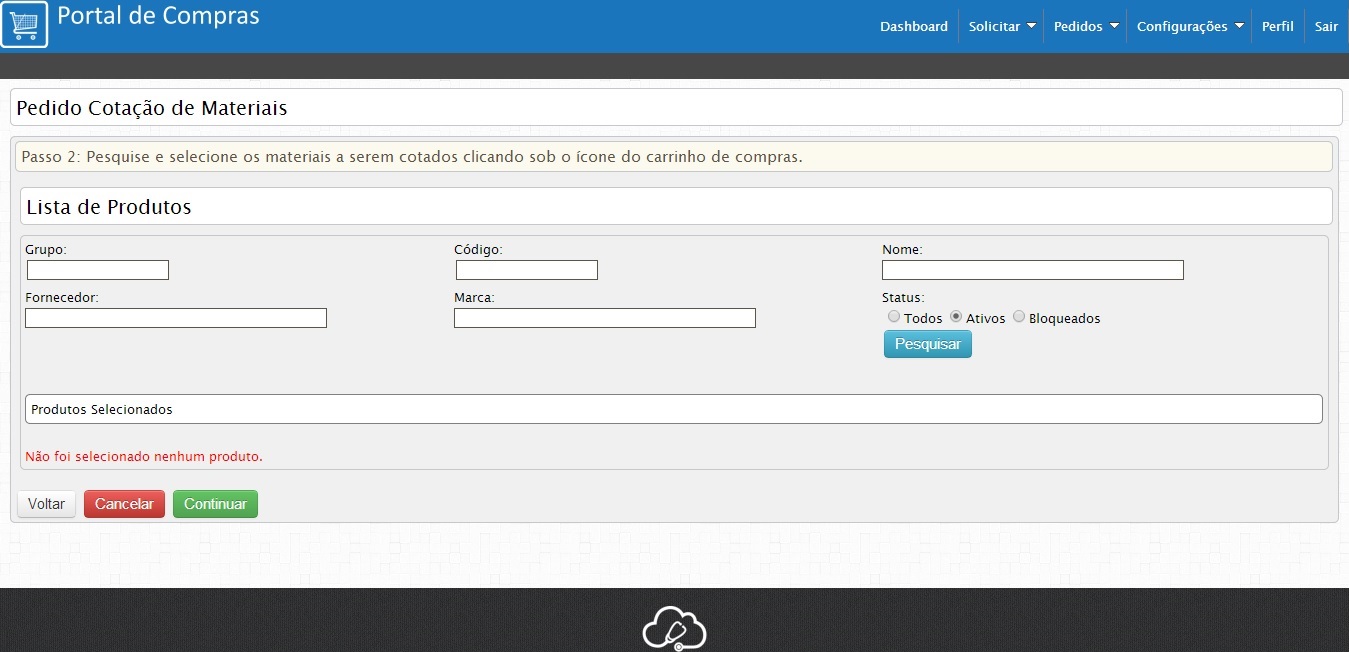 Portal de Compras
Dashboard Solicitar Pedidos Configurações Perfil Sair
Pedido Cotação de Materiais
Passo 2: Pesquise e selecione os materiais a serem cotados clicando sob o ícone do carrinho de compras.
Lista de Produtos
Grupo: Código: Nome:
Fornecedor: Marca: Status:
Todos Ativos Bloqueados
Pesquisar
Produtos Selecionados
Não foi selecionado nenhum produto.
Voltar Cancelar Continuar